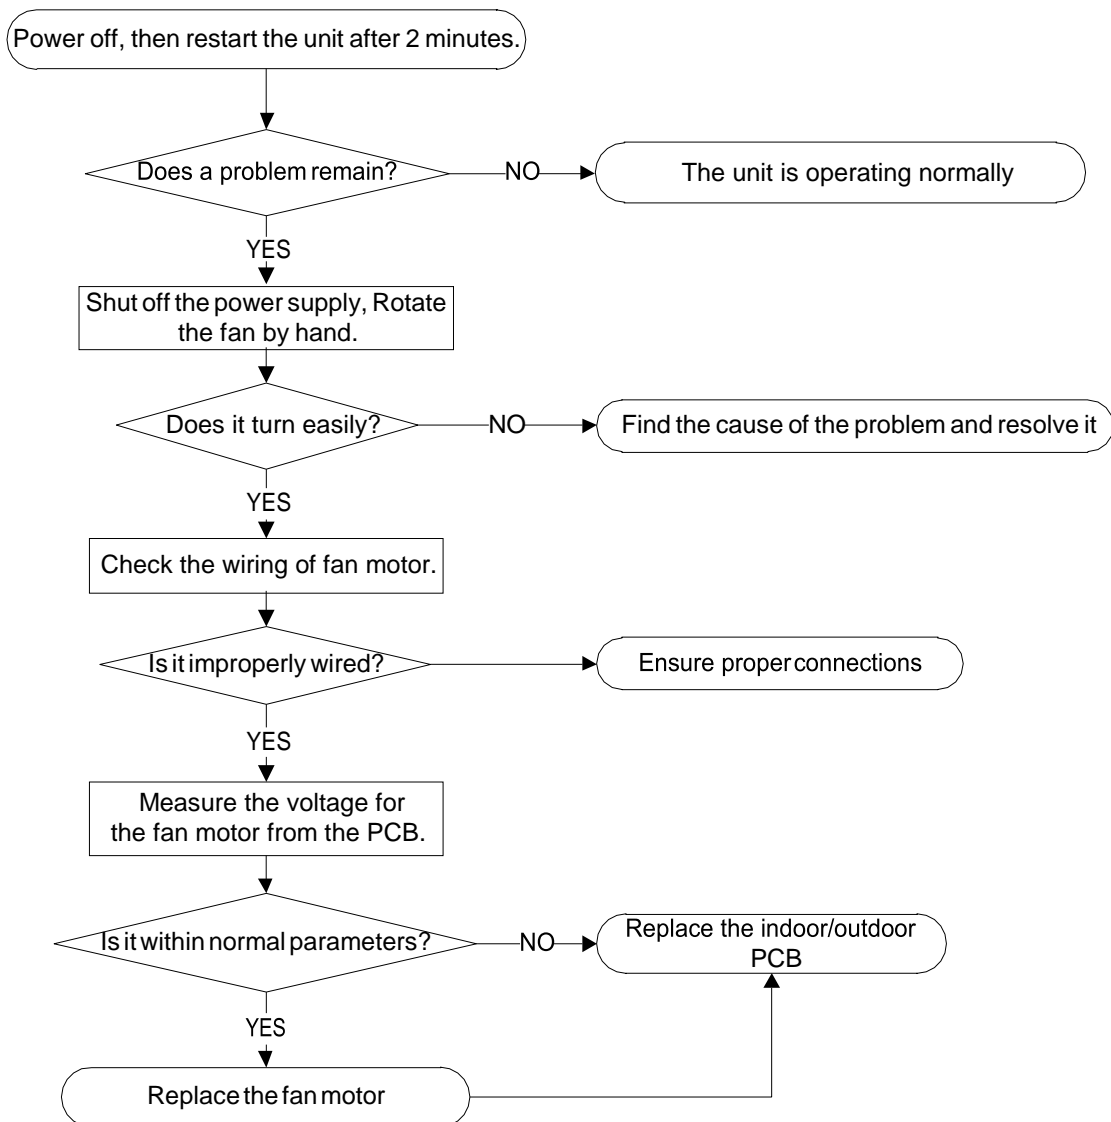 Power off, then restart the unit after 2 minutes.
Does a problem remain?
NO
The unit is operating normally
YES
Shut off the power supply, Rotate
the fan by hand.
Does it turn easily?
NO
Find the cause of the problem and resolve it
YES
Check the wiring of fan motor.
Is it improperly wired?
Ensure proper connections
YES
Measure the voltage for
the fan motor from the PCB.
Is it within normal parameters?
NO
Replace the indoor/outdoor
PCB
YES
Replace the fan motor